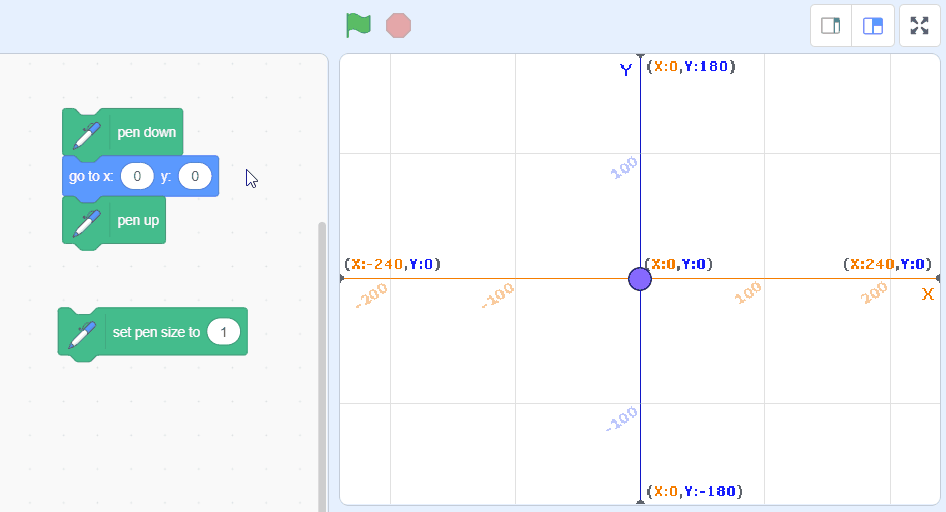 pen down
go to x: 0 y: 0
pen up
set pen size to 1
Y (X:0,Y:180)
100
(X:-240,Y:0) (X:0,Y:0) (X:240,Y:0)
-200 -100 100 200 X
-100
(X:0,Y:-180)